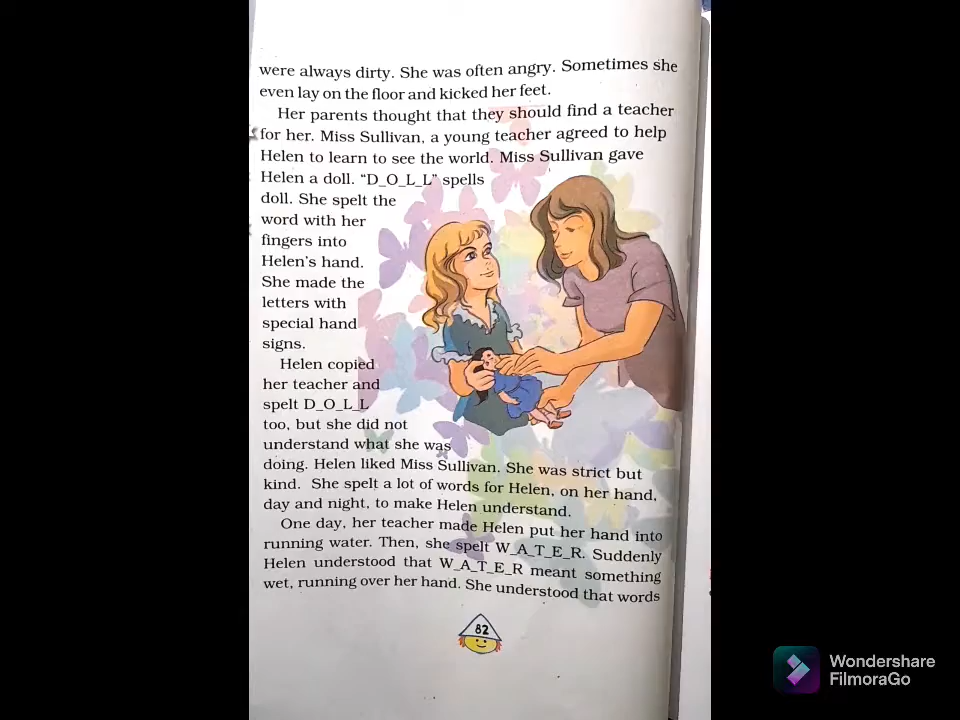 were always dirty. She was often angry. Sometimes she
even lay on the floor and kicked her feet.
Her parents thought that they should find a teacher
for her. Miss Sullivan, a young teacher agreed to help
Helen to learn to see the world. Miss Sullivan gave
Helen a doll. “D_O_L_L” spells
doll. She spelt the
word with her
fingers into
Helen's hand.
She made the
letters with
special hand
signs.
Helen copied
her teacher and
spelt D_O_L_L
too, but she did not
understand what she was
doing. Helen liked Miss Sullivan. She was strict but
kind. She spelt a lot of words for Helen, on her hand,
day and night, to make Helen understand.
One day, her teacher made Helen put her hand into
running water. Then, she spelt W_A_T_E_R. Suddenly
Helen understood that W_A_T_E_R meant something
wet, running over her hand. She understood that words
82
Wondershare
FilmoraGo